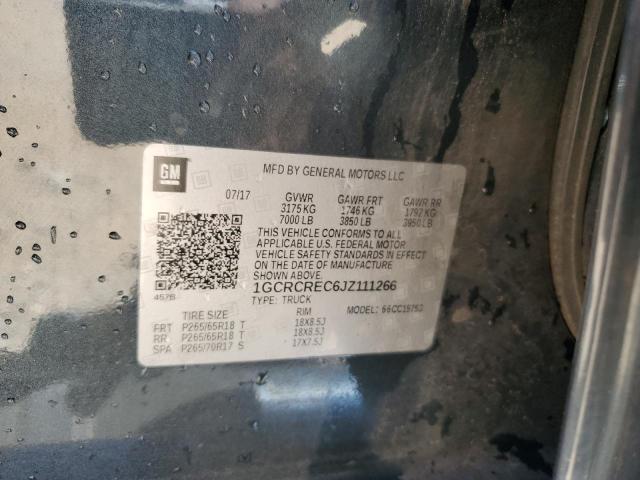 GM
MFD BY GENERAL MOTORS LLC
07/17 GVWR GAWR FRT GAWR RR
3175 KG 1746 KG 1792 KG
7000 LB 3850 LB 3950 LB
THIS VEHICLE CONFORMS TO ALL
APPLICABLE U.S. FEDERAL MOTOR
VEHICLE SAFETY STANDARDS IN EFFECT
ON THE DATE OF MANUFACTURE
SHOWN ABOVE.
457B
1GCRCREC6JZ111266
TYPE: TRUCK MODEL:
TIRE SIZE RIM
FRT P265/65R18 T 18X8.5J
RR P265/65R18 T 18X8.5J
SPA P265/70R17 S 17X7.5J